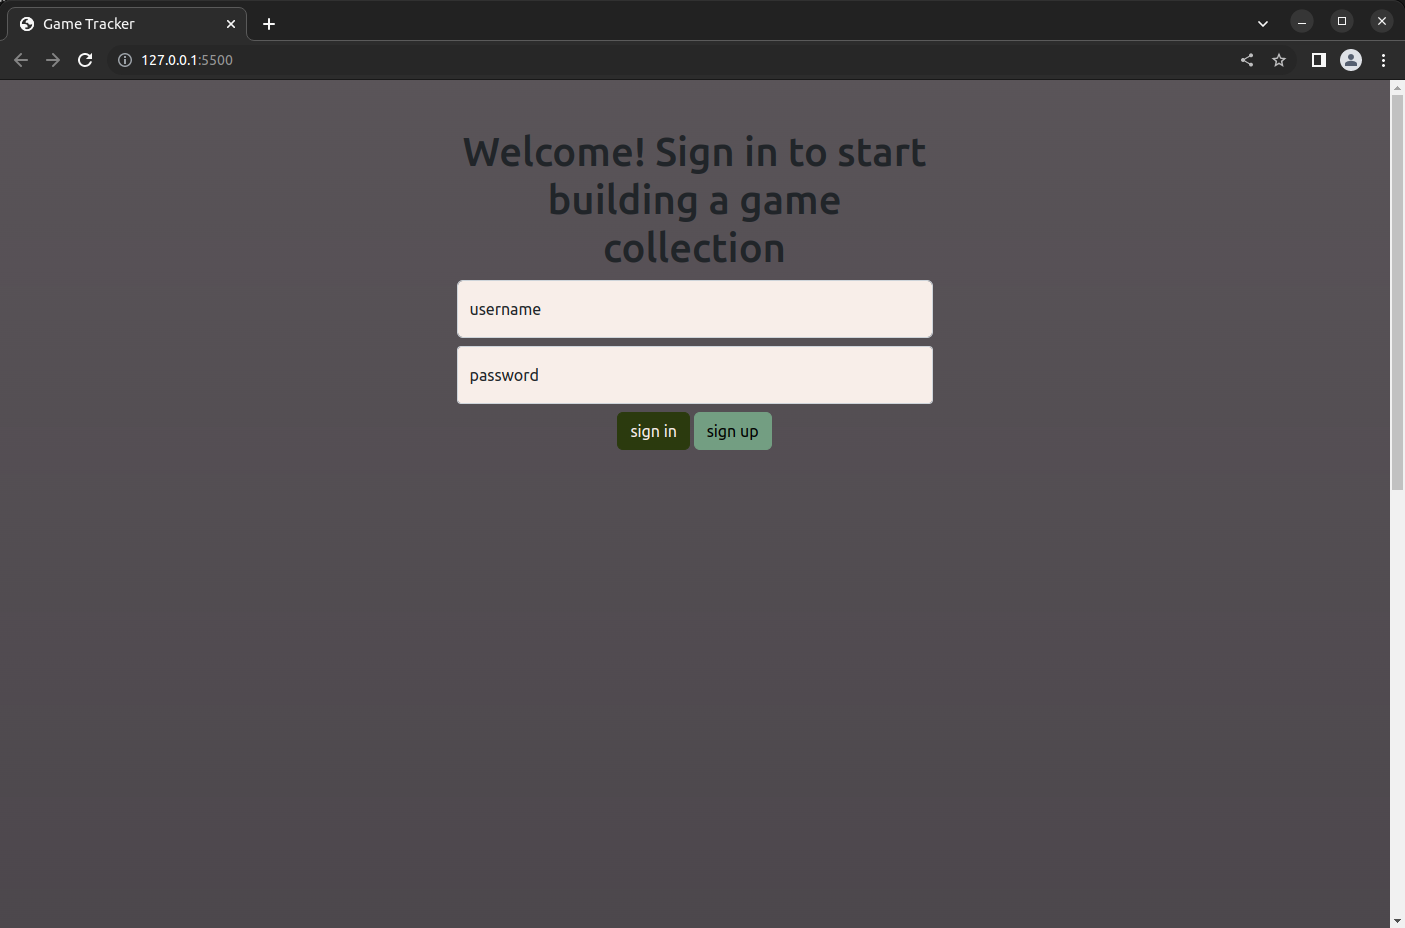 Game Tracker
127.0.0.1:5500
Welcome! Sign in to start
building a game
collection
username
password
sign in sign up